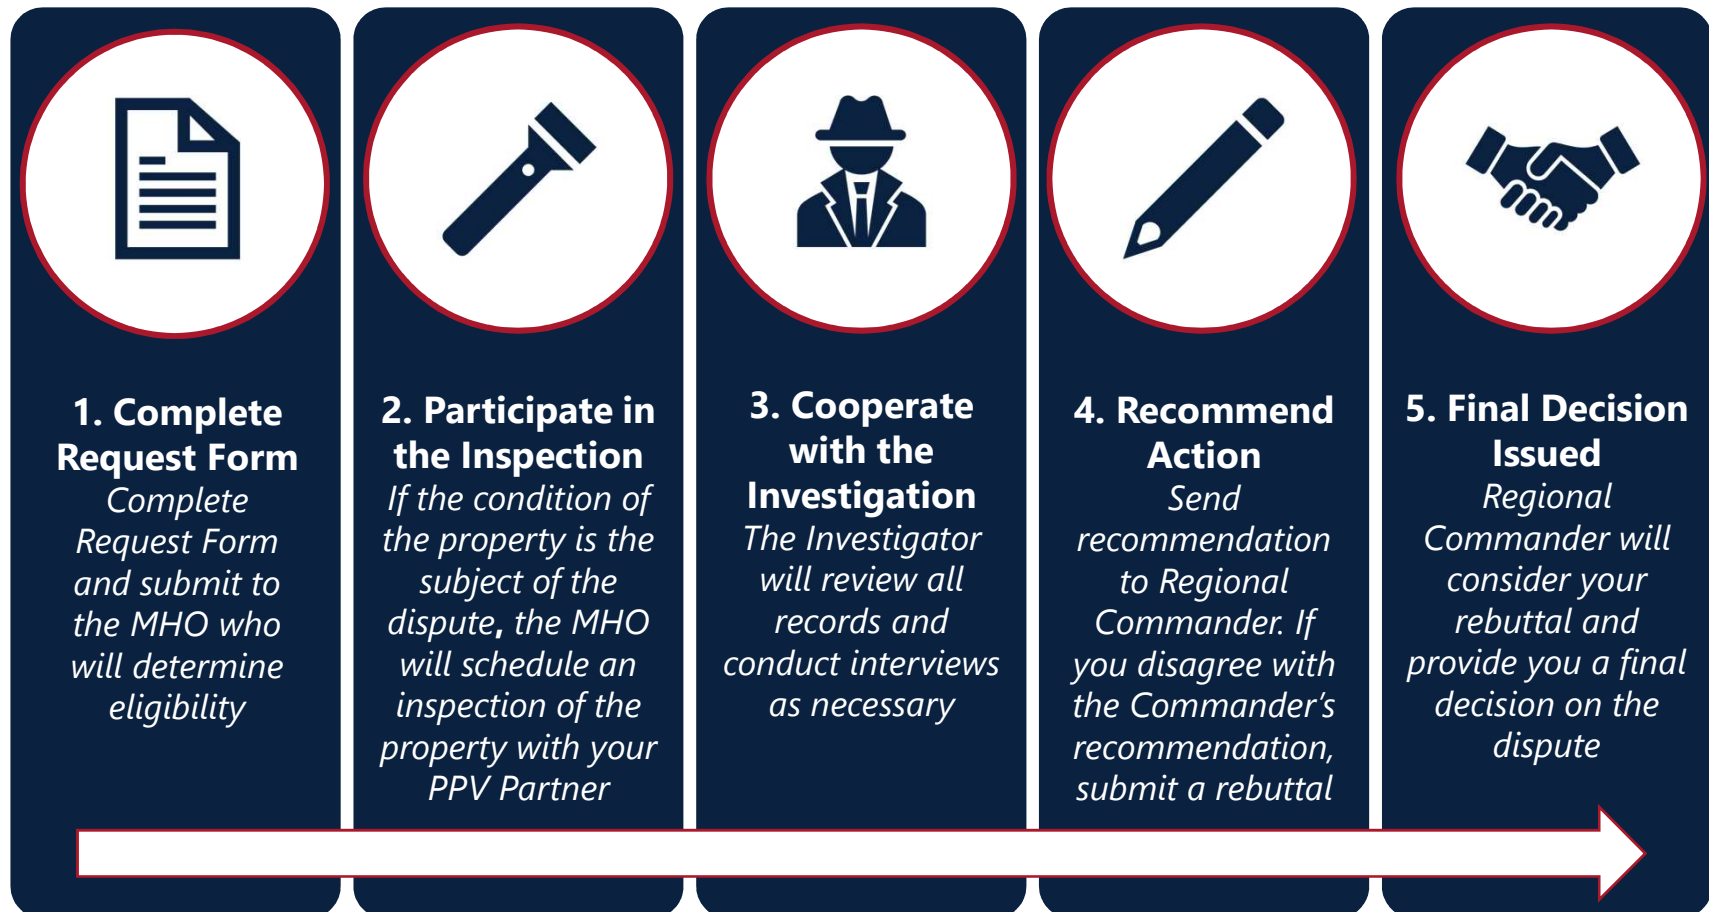 1. Complete
Request Form
Complete
Request Form
and submit to
the MHO who
will determine
eligibility
2. Participate in
the Inspection
If the condition of
the property is the
subject of the
dispute, the MHO
will schedule an
inspection of the
property with your
PPV Partner
3. Cooperate
with the
Investigation
The Investigator
will review all
records and
conduct interviews
as necessary
4. Recommend
Action
Send
recommendation
to Regional
Commander. If
you disagree with
the Commander’s
recommendation,
submit a rebuttal
5. Final Decision
Issued
Regional
Commander will
consider your
rebuttal and
provide you a final
decision on the
dispute